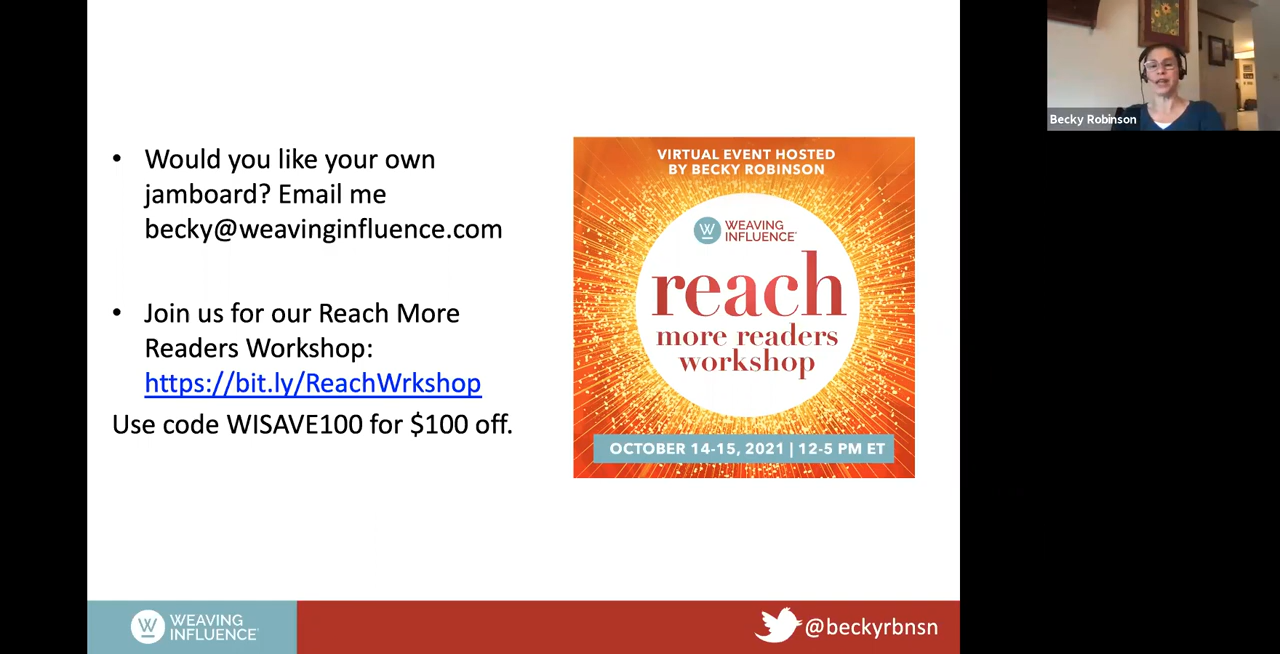 • Would you like your own
jamboard? Email me
becky@weavinginfluence.com
• Join us for our Reach More
Readers Workshop:
https://bit.ly/ReachWrkshop
Use code WISAVE100 for $100 off.
VIRTUAL EVENT HOSTED
BY BECKY ROBINSON
W
WEAVING
INFLUENCE
reach
more readers
workshop
OCTOBER 14-15, 2021 | 12-5 PM ET
W
WEAVING
INFLUENCE
@beckyrbnsn
Becky Robinson